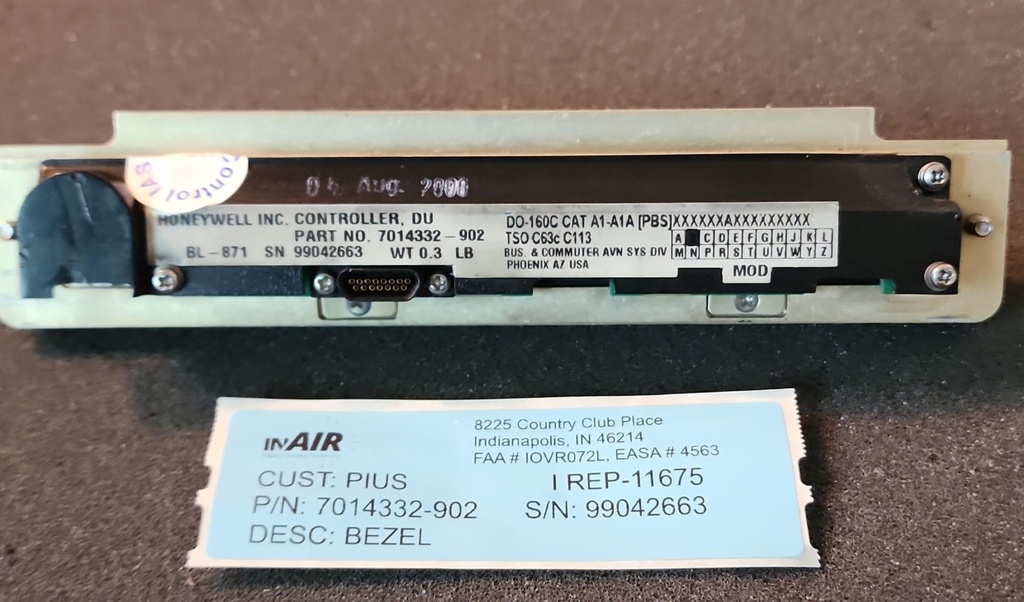 Control IAS
Aug. 2000
HONEYWELL INC. CONTROLLER, DU
PART NO. 7014332-902
BL-871 SN 99042663 WT 0.3 LB
DO-160C CAT A1-A1A [PBS]XXXXXXAXXXXXXXXX
TSO C63c C113
BUS. & COMMUTER AVN SYS DIV
PHOENIX AZ USA
A C D E F G H J K L
M N P R S T U V W Y Z
MOD
INAIR
8225 Country Club Place
Indianapolis, IN 46214
FAA # IOVR072L, EASA # 4563
CUST: PIUS I REP-11675
P/N: 7014332-902 S/N: 99042663
DESC: BEZEL